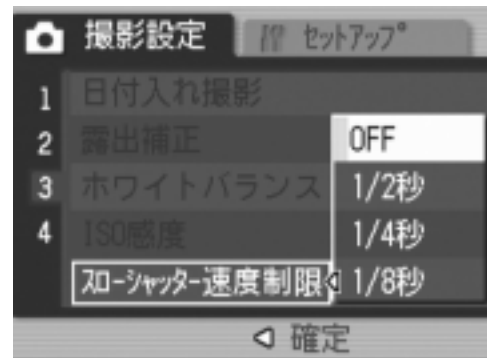 撮影設定 セットアップ
1 日付入れ撮影
2 露出補正 OFF
3 ホワイトバランス 1/2秒
4 ISO感度 1/4秒
スローシャッター速度制限 1/8秒
確定